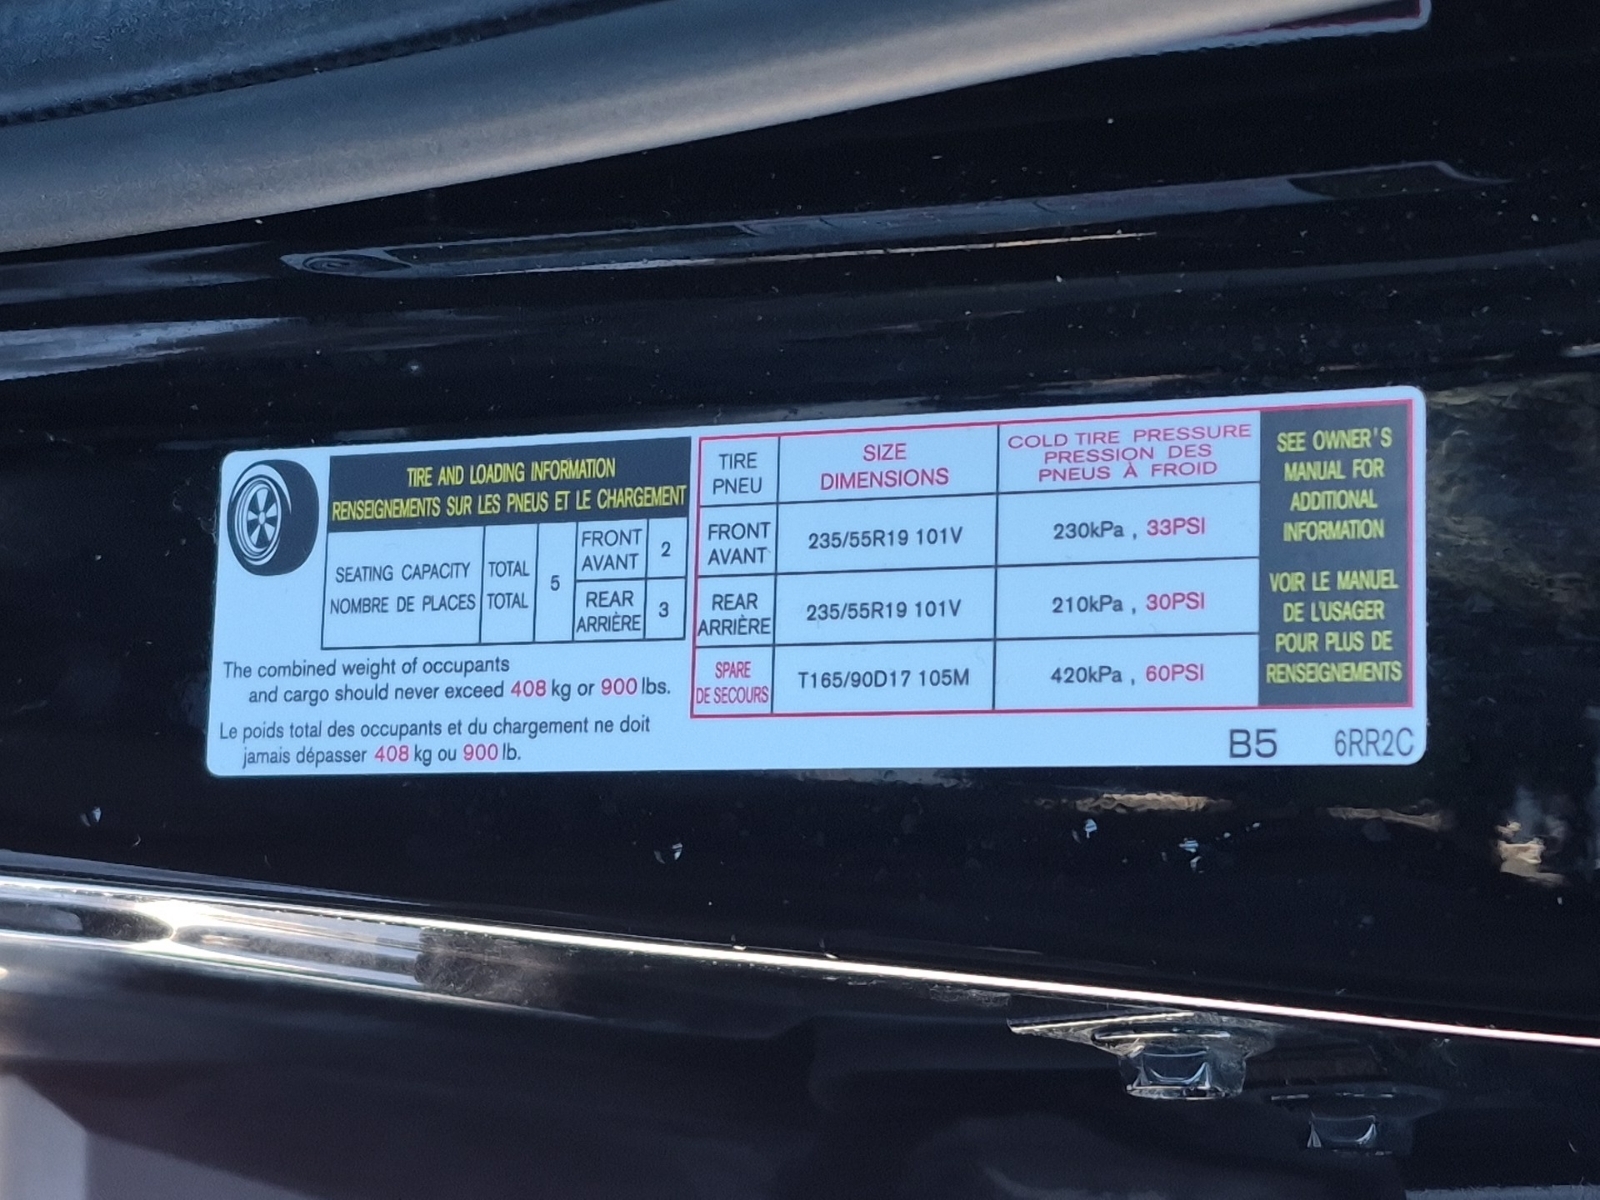 TIRE AND LOADING INFORMATION
RENSEIGNEMENTS SUR LES PNEUS ET LE CHARGEMENT
SEATING CAPACITY
NOMBRE DE PLACES
TOTAL
TOTAL
5
FRONT
AVANT
2
REAR
ARRIÈRE
3
The combined weight of occupants
and cargo should never exceed 408 kg or 900 lbs.
Le poids total des occupants et du chargement ne doit
jamais dépasser 408 kg ou 900 lb.
TIRE
PNEU
SIZE
DIMENSIONS
COLD TIRE PRESSURE
PRESSION DES
PNEUS À FROID
FRONT
AVANT
235/55R19 101V
230kPa , 33PSI
REAR
ARRIÈRE
235/55R19 101V
210kPa , 30PSI
SPARE
DE SECOURS
T165/90D17 105M
420kPa , 60PSI
SEE OWNER'S
MANUAL FOR
ADDITIONAL
INFORMATION
VOIR LE MANUEL
DE L'USAGER
POUR PLUS DE
RENSEIGNEMENTS
B5 6RR2C